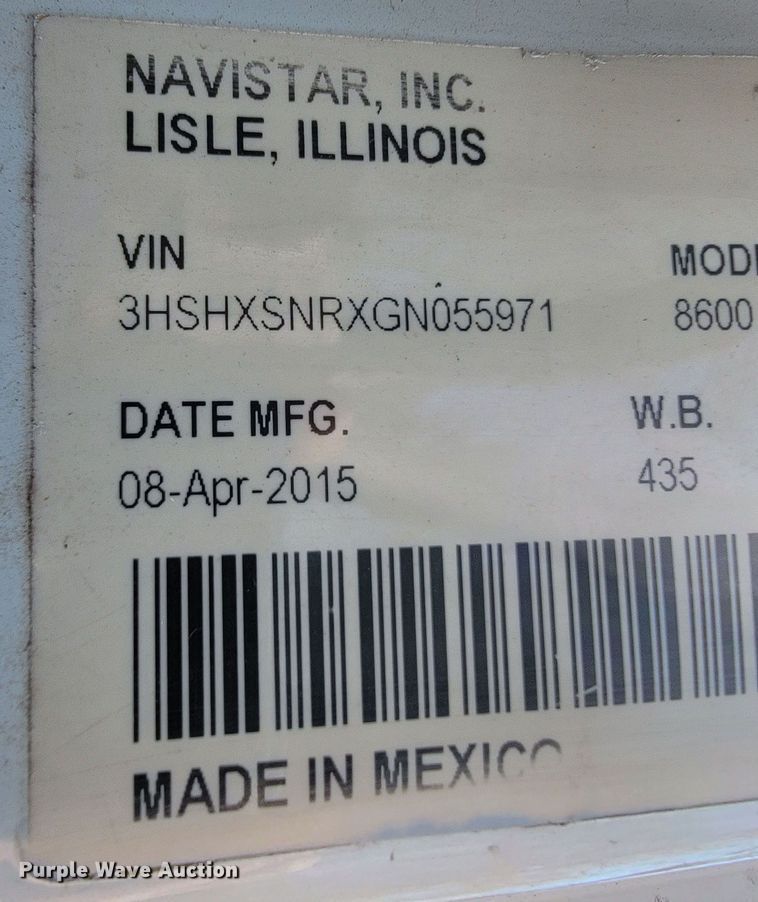 NAVISTAR, INC.
LISLE, ILLINOIS
VIN
MODE
3HSHXSNRXGN055971
8600
DATE MFG.
W.B.
08-Apr-2015
435
MADE IN MEXICO
Purple Wave Auction